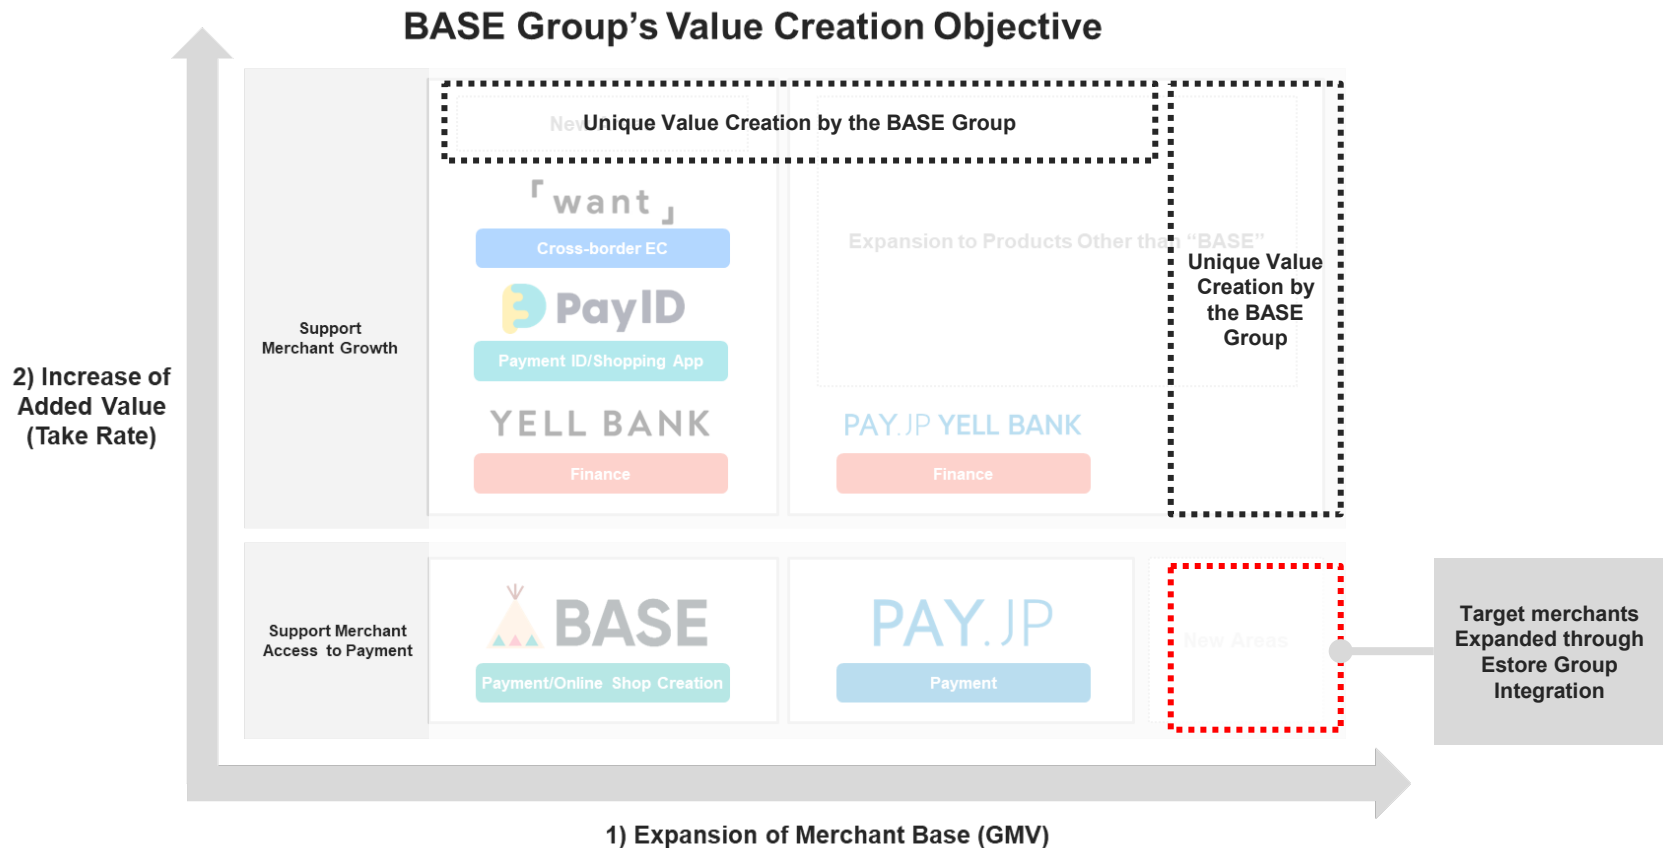 BASE Group's Value Creation Objective
Unique Value Creation by the BASE Group
「want」
Cross-border EC
Expansion to Products Other than “BASE”
Unique Value
Creation by
the BASE
Group
PayID
Payment ID/Shopping App
Support
Merchant Growth
2) Increase of
Added Value
(Take Rate)
YELL BANK
Finance
PAY.JP YELL BANK
Finance
Support Merchant
Access to Payment
BASE
Payment/Online Shop Creation
PAY.JP
Payment
New Areas
Target merchants
Expanded through
Estore Group
Integration
1) Expansion of Merchant Base (GMV)